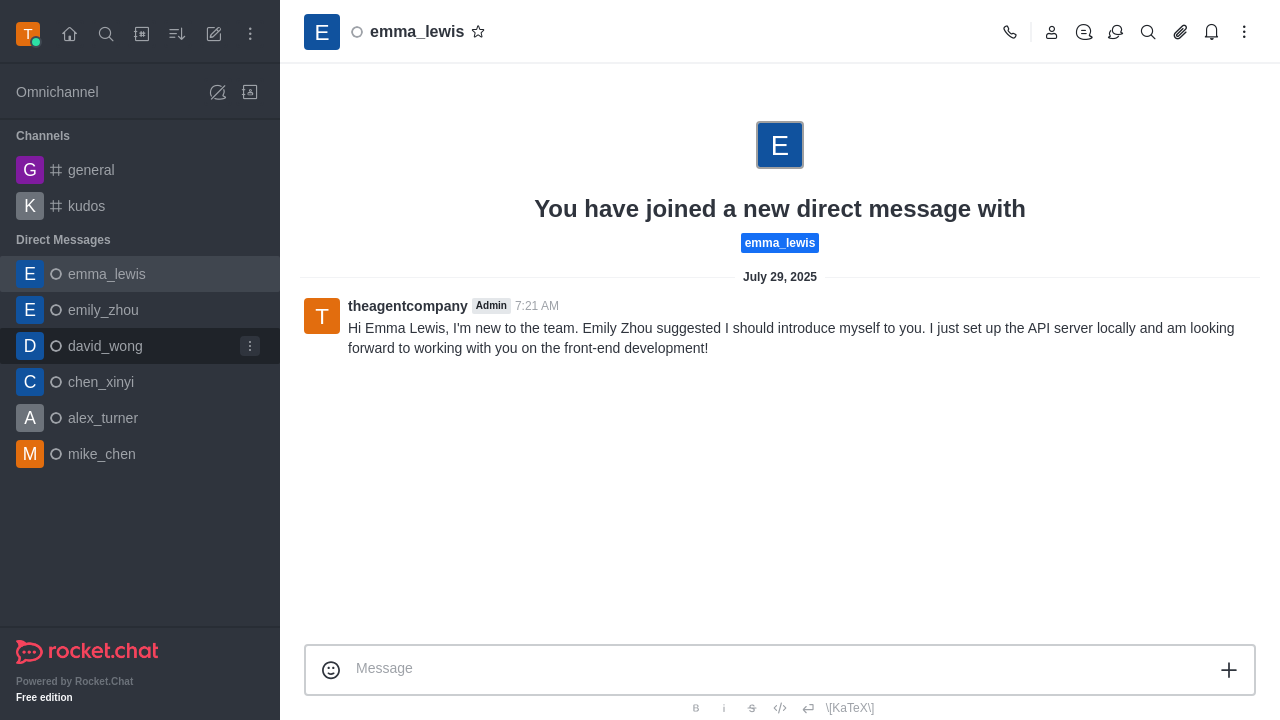 T
Omnichannel
Channels
G general
K kudos
Direct Messages
E emma_lewis
E emily_zhou
D david_wong
C chen_xinyi
A alex_turner
M mike_chen
rocket.chat
Powered by Rocket.Chat
Free edition
E emma_lewis
E
You have joined a new direct message with
emma_lewis
July 29, 2025
T theagentcompany Admin 7:21 AM
Hi Emma Lewis, I'm new to the team. Emily Zhou suggested I should introduce myself to you. I just set up the API server locally and am looking
forward to working with you on the front-end development!
Message
B i S \[KaTeX\]